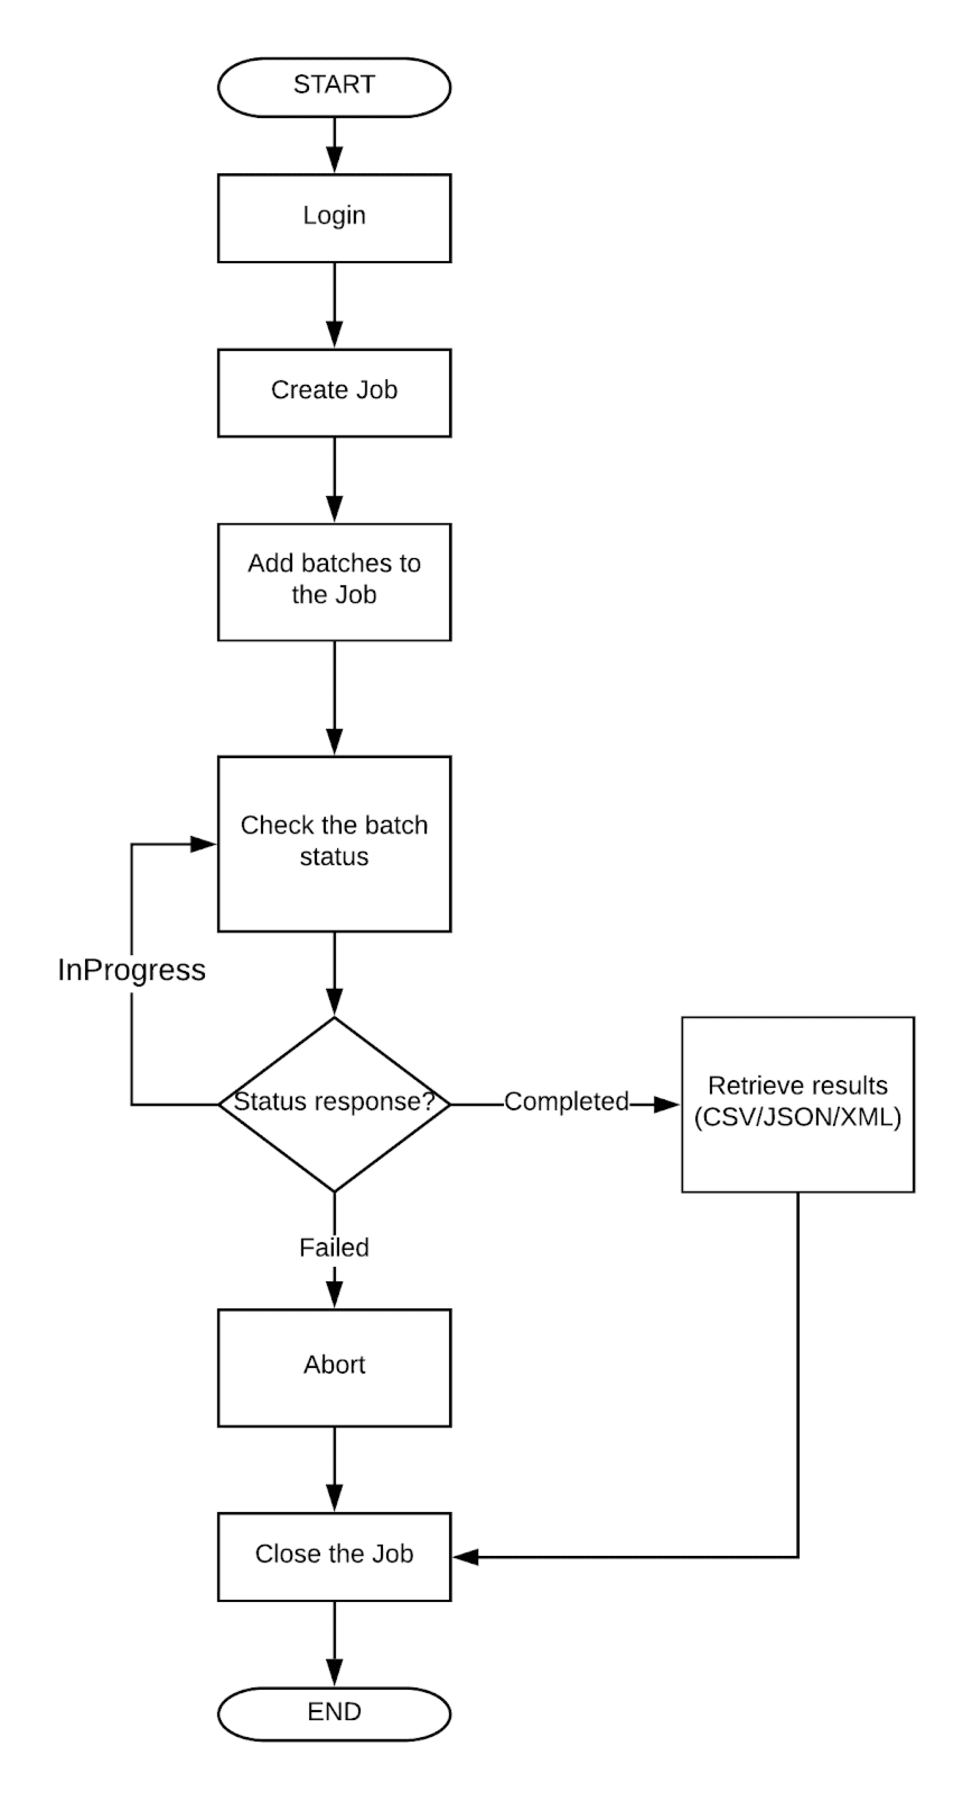 START
Login
Create Job
Add batches to
the Job
Check the batch
status
InProgress
Status response?
Completed
Retrieve results
(CSV/JSON/XML)
Failed
Abort
Close the Job
END